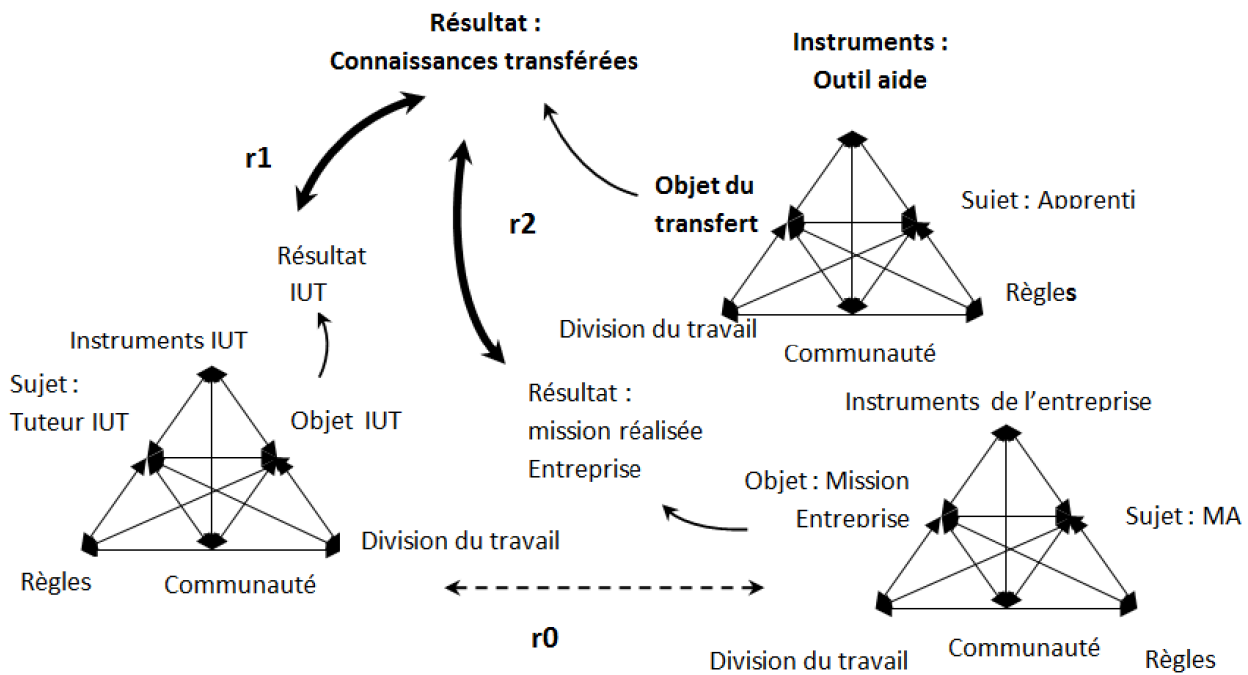 Résultat :
Connaissances transférées
Instruments :
Outil aide
r1
Objet du
transfert
Sujet : Apprenti
r2
Résultat
IUT
Règles
Division du travail
Communauté
Instruments IUT
Sujet :
Tuteur IUT
Objet IUT
Résultat :
mission réalisée
Entreprise
Instruments de l'entreprise
Objet : Mission
Entreprise
Sujet : MA
Division du travail
Règles
Communauté
r0
Division du travail
Communauté
Règles